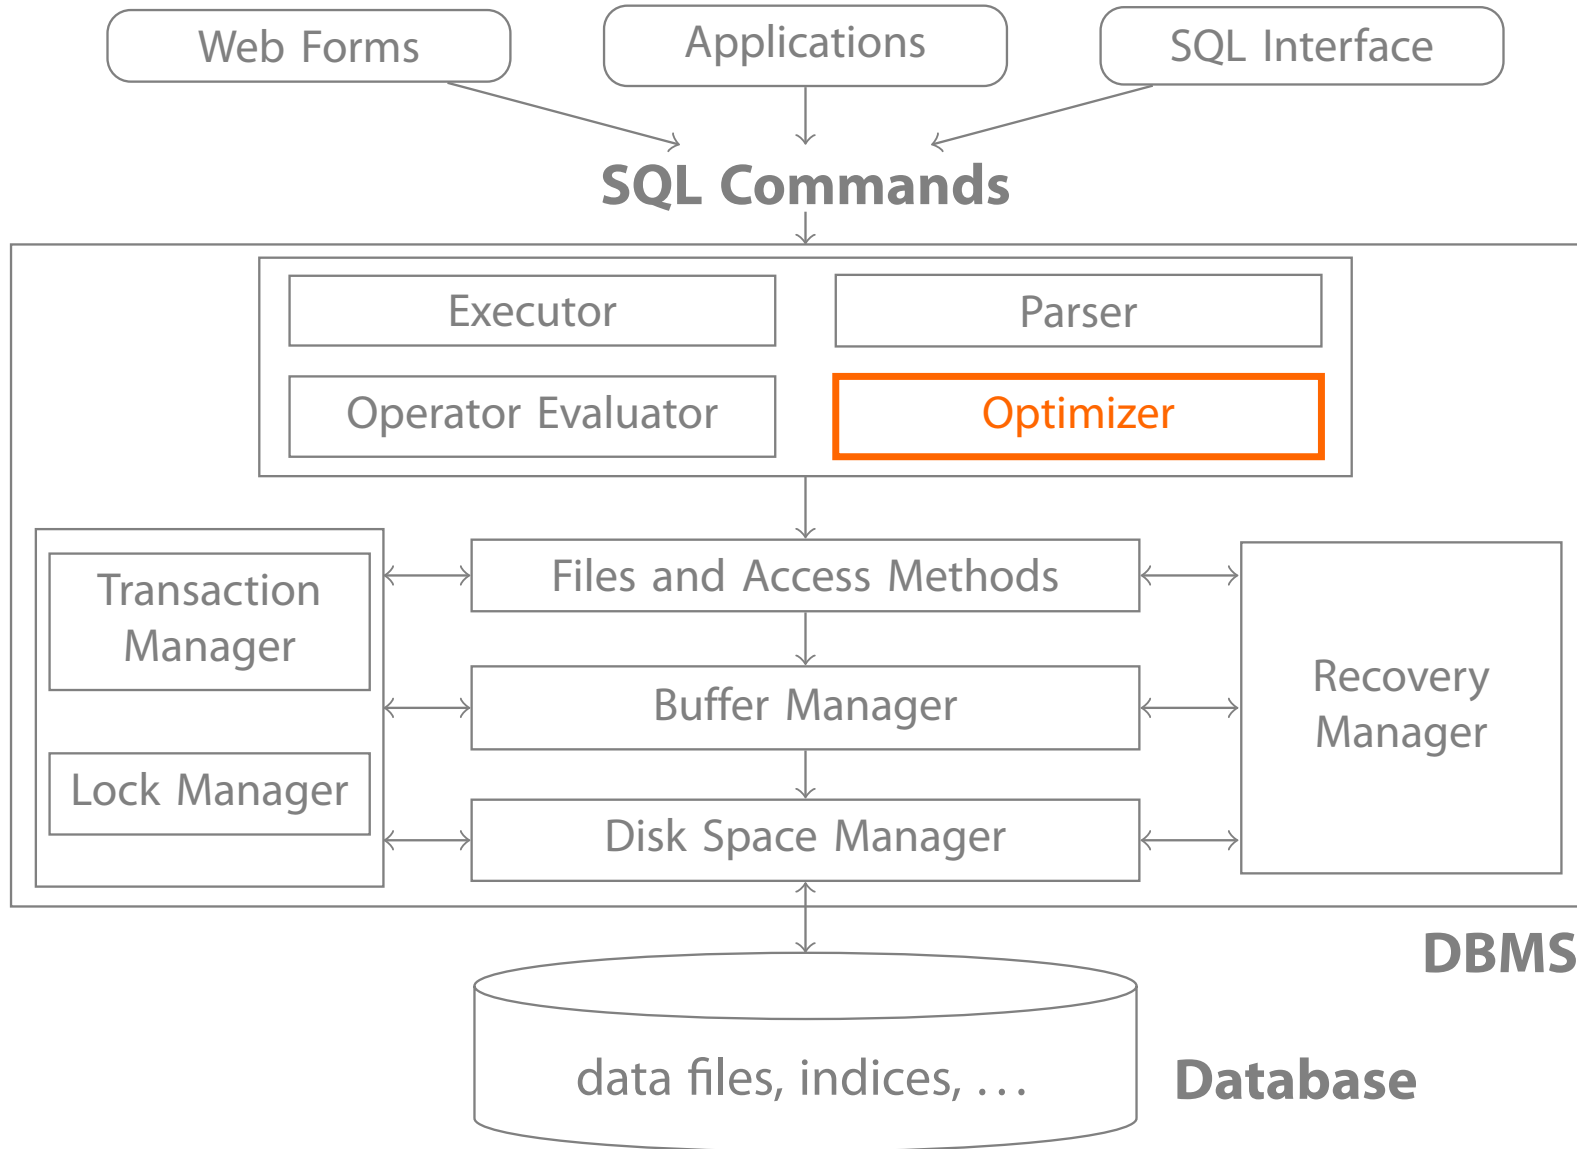 Web Forms
Applications
SQL Interface
SQL Commands
Executor
Parser
Operator Evaluator
Optimizer
Transaction
Manager
Lock Manager
Files and Access Methods
Buffer Manager
Disk Space Manager
Recovery
Manager
DBMS
data files, indices, ...
Database